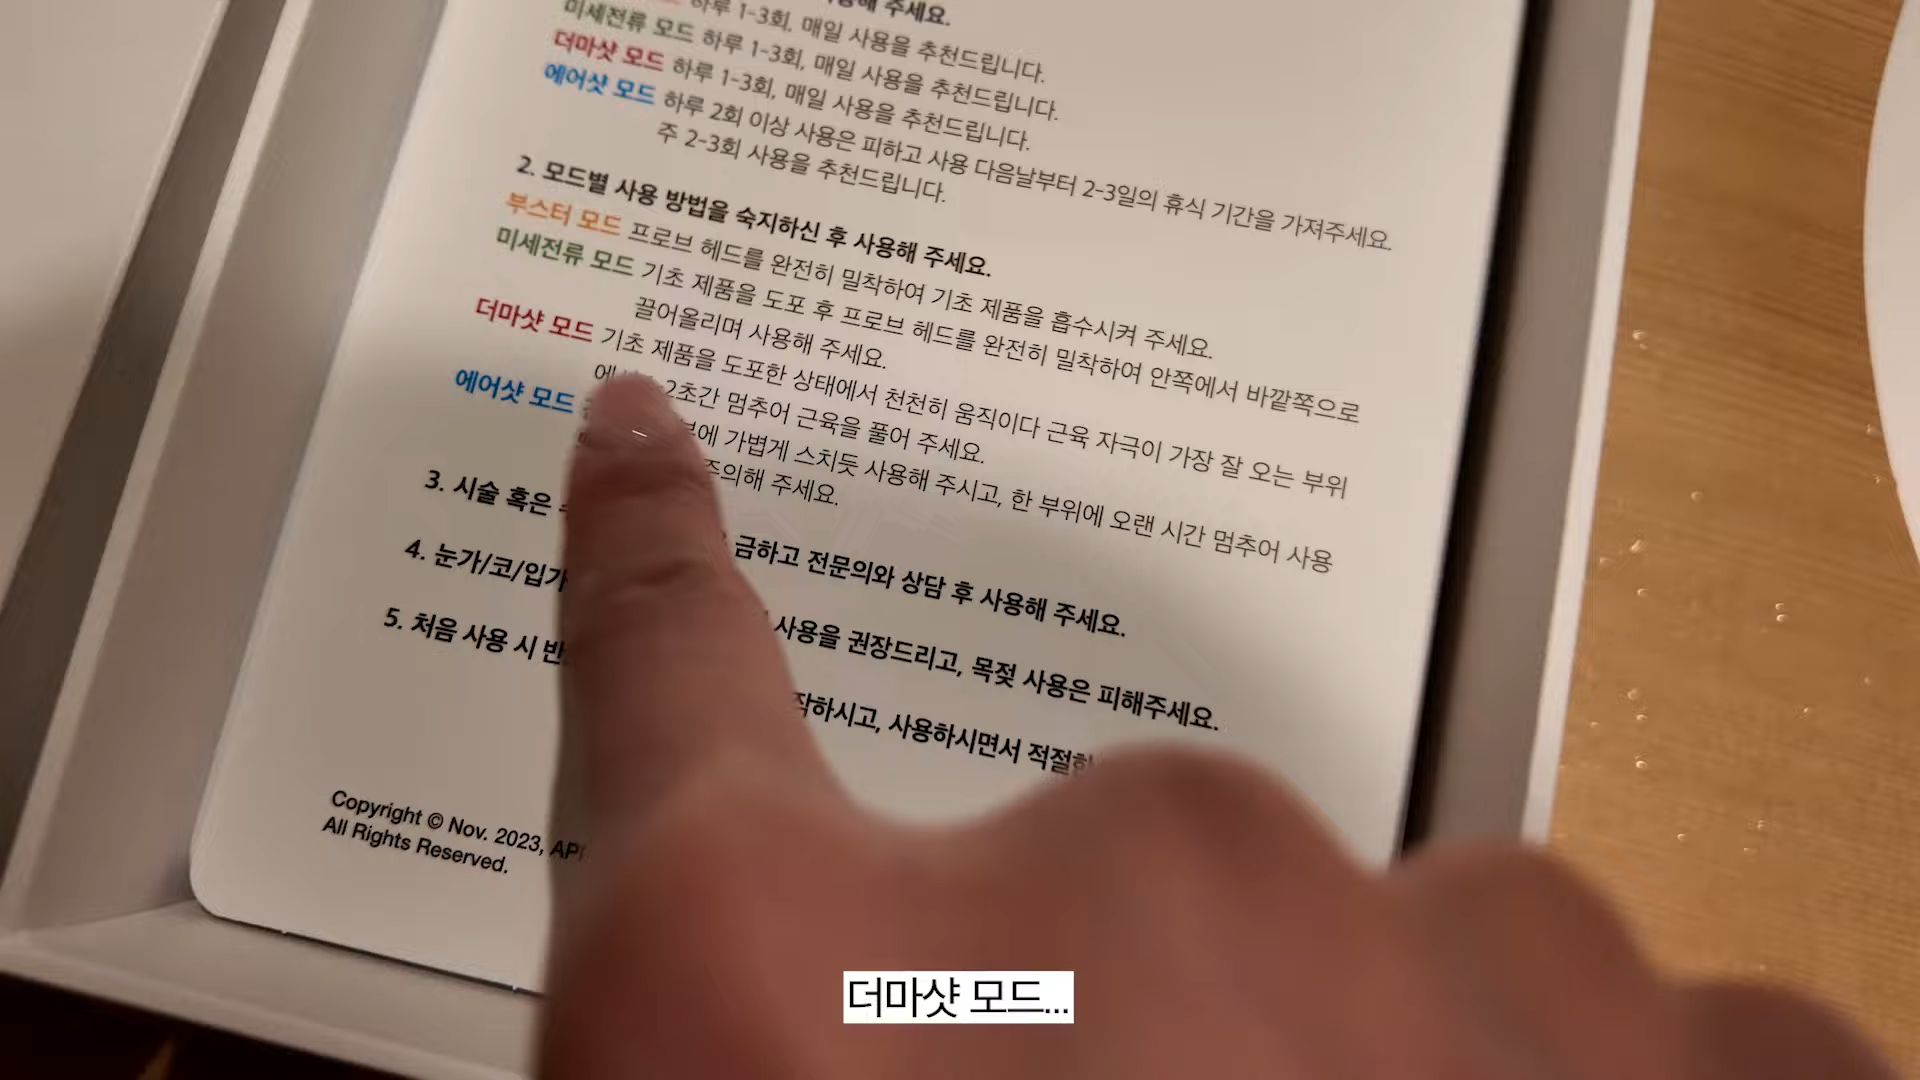 해 주세요.
하루 1-3회, 매일 사용을 추천드립니다.
미세전류 모드 하루 1-3회, 매일 사용을 추천드립니다.
더마샷 모드 하루 1-3회, 매일 사용을 추천드립니다.
에어샷 모드 하루 2회 이상 사용은 피하고 사용 다음날부터 2-3일의 휴식 기간을 가져주세요.
주 2-3회 사용을 추천드립니다.
2. 모드별 사용 방법을 숙지하신 후 사용해 주세요.
부스터 모드 프로브 헤드를 완전히 밀착하여 기초 제품을 흡수시켜 주세요.
미세전류 모드 기초 제품을 도포 후 프로브 헤드를 완전히 밀착하여 안쪽에서 바깥쪽으로
끌어올리며 사용해 주세요.
더마샷 모드 기초 제품을 도포한 상태에서 천천히 움직이다 근육 자극이 가장 잘 오는 부위
2초간 멈추어 근육을 풀어 주세요.
에어샷 모드 가볍게 스치듯 사용해 주시고, 한 부위에 오랜 시간 멈추어 사용
주의해 주세요.
3. 시술 혹은 금하고 전문의와 상담 후 사용해 주세요.
4. 눈가/코/입가 사용을 권장드리고, 목젖 사용은 피해주세요.
5. 처음 사용 시 사용하시면서
Copyright © Nov. 2023,
All Rights Reserved.
더마샷 모드...